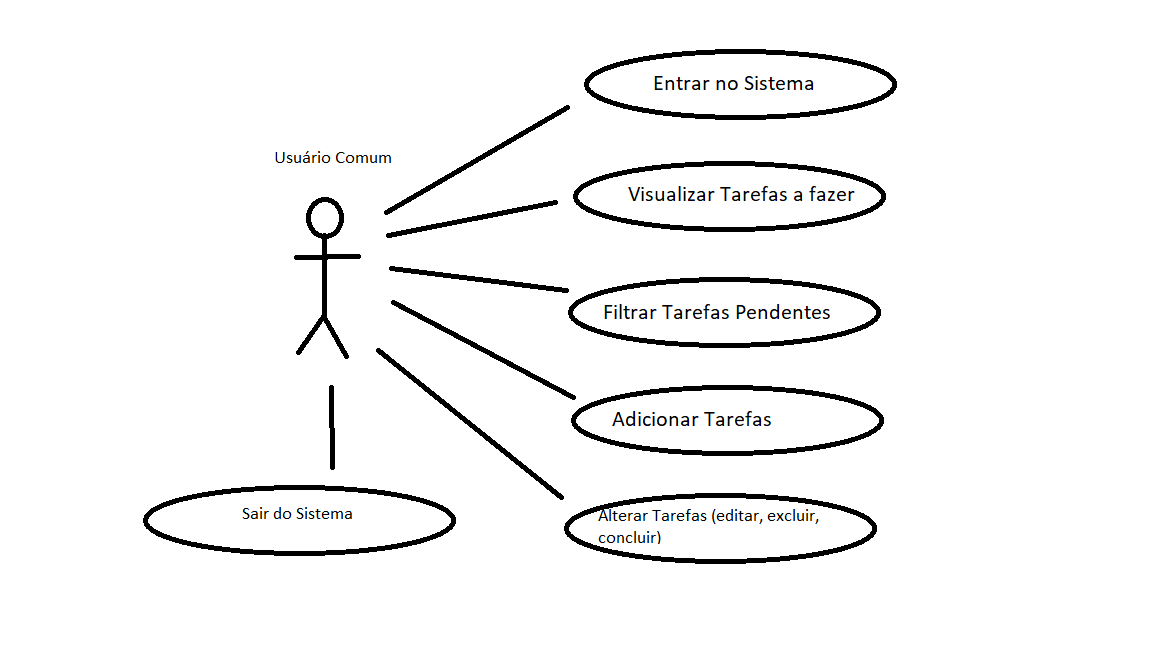 Entrar no Sistema
Usuário Comum
Visualizar Tarefas a fazer
Filtrar Tarefas Pendentes
Adicionar Tarefas
Sair do Sistema
Alterar Tarefas (editar, excluir,
concluir)